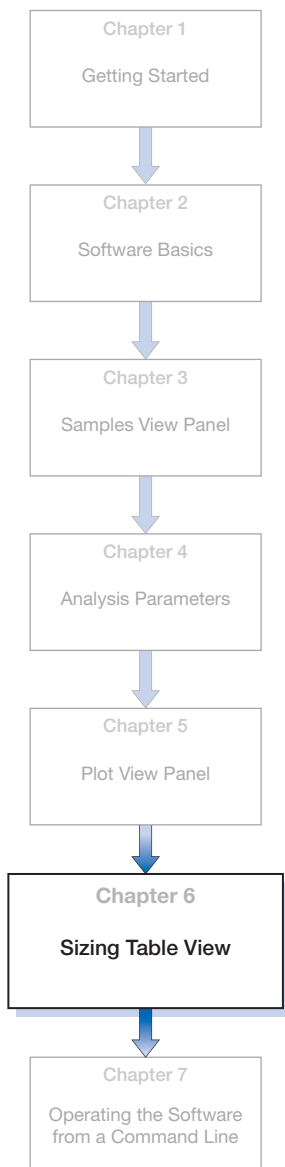 Chapter 1
Getting Started
Chapter 2
Software Basics
Chapter 3
Samples View Panel
Chapter 4
Analysis Parameters
Chapter 5
Plot View Panel
Chapter 6
Sizing Table View
Chapter 7
Operating the Software
from a Command Line